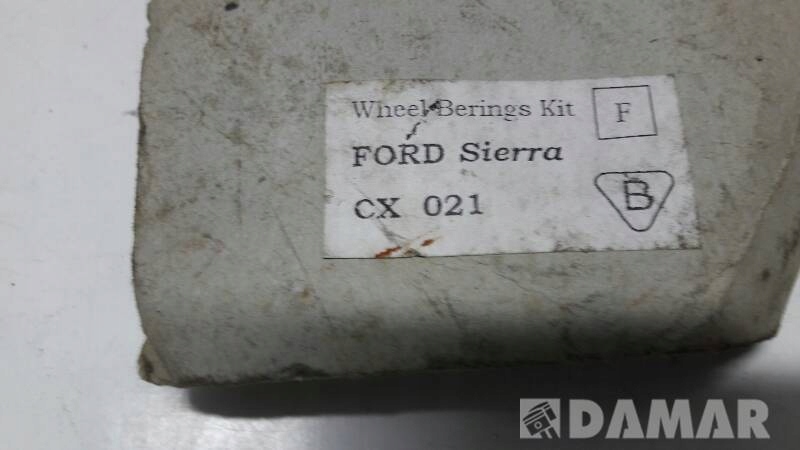 Wheel Berings Kit F
FORD Sierra
CX 021 B
DAMAR